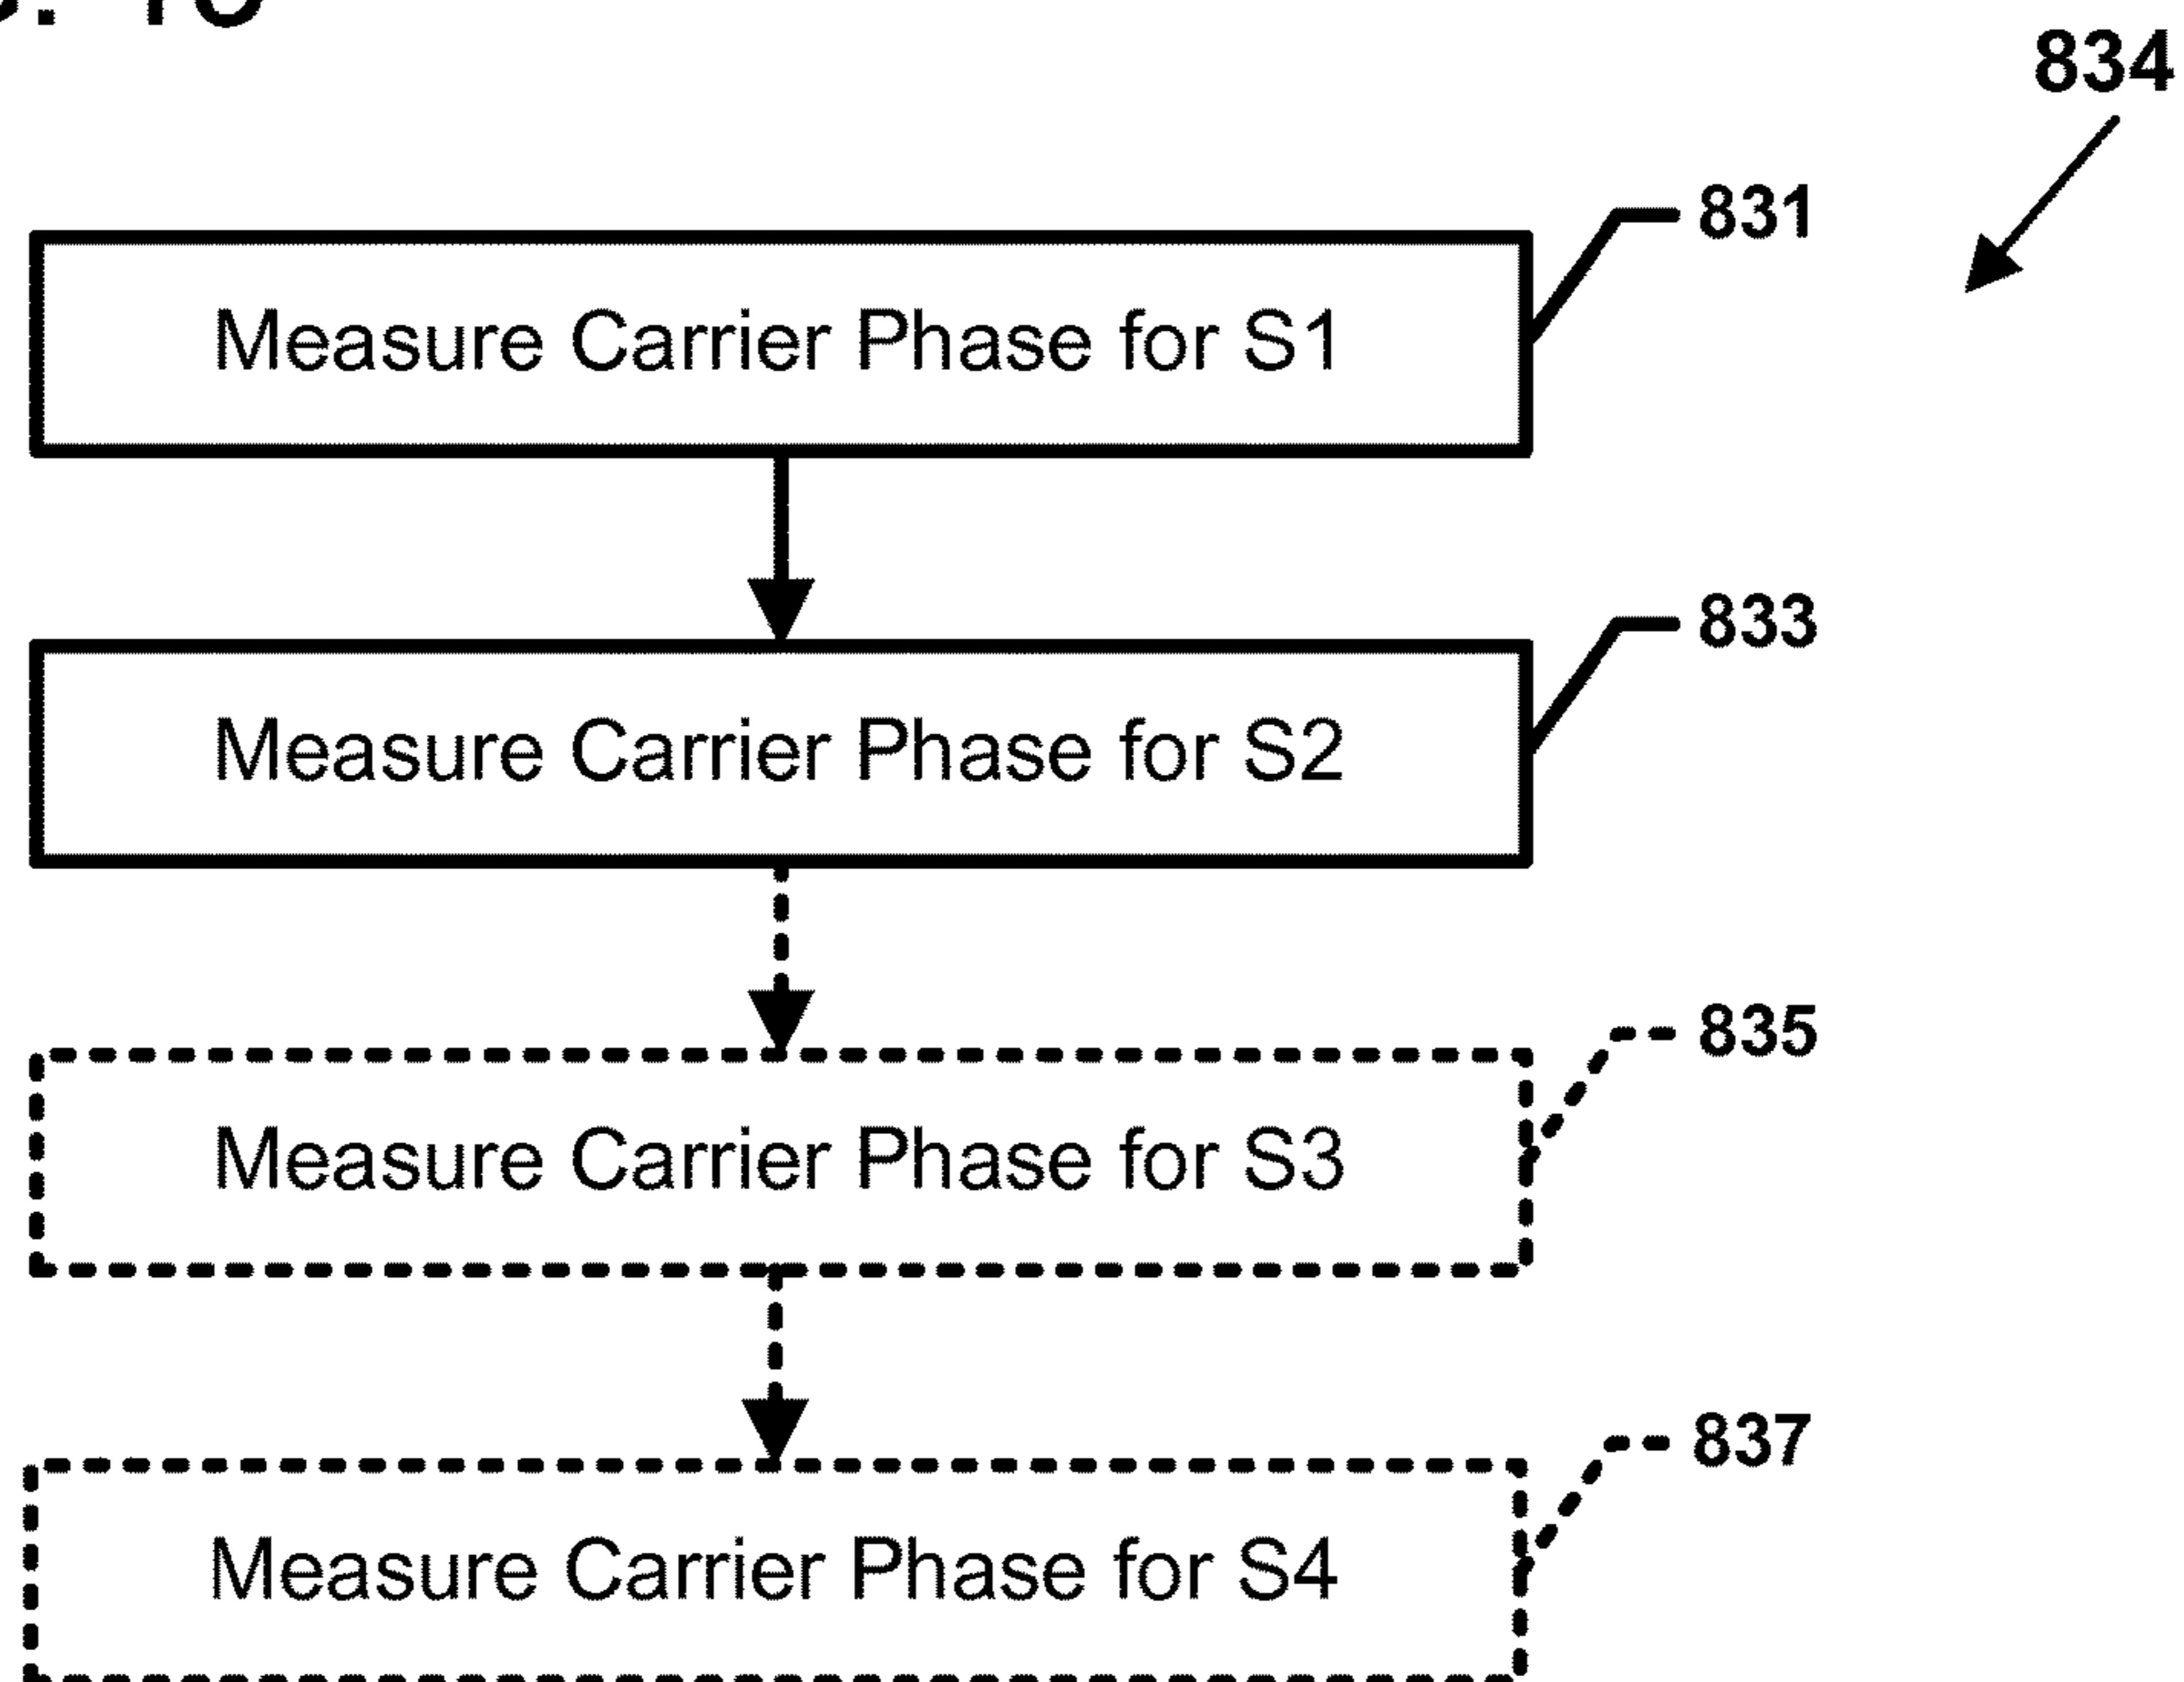 834
831
Measure Carrier Phase for S1
833
Measure Carrier Phase for S2
835
Measure Carrier Phase for S3
837
Measure Carrier Phase for S4